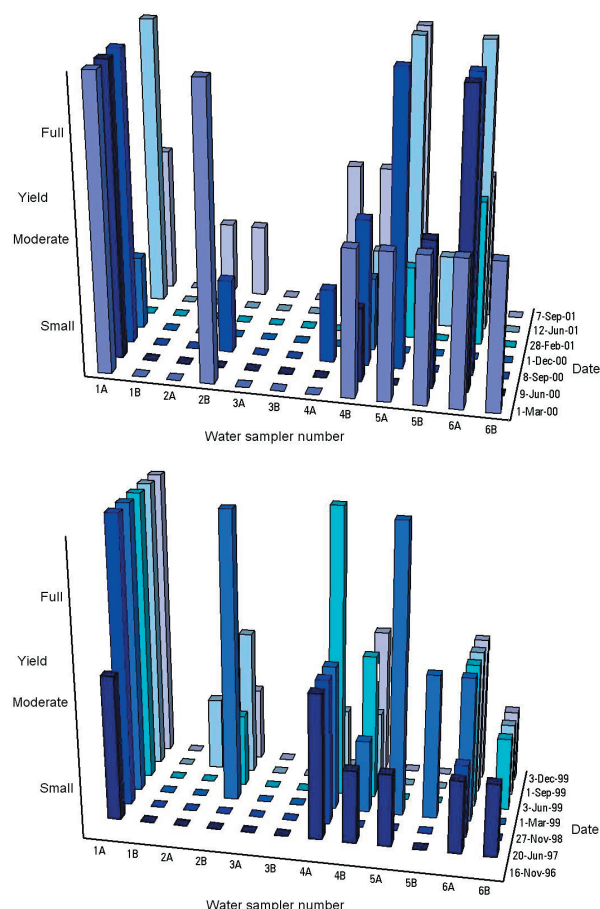 Full
Yield
Moderate
Small
1A 1B 2A 2B 3A 3B 4A 4B 5A 5B 6A 6B
Water sampler number
7-Sep-01
12-Jun-01
28-Feb-01
1-Dec-00
8-Sep-00
9-Jun-00
1-Mar-00
Date
Full
Yield
Moderate
Small
1A 1B 2A 2B 3A 3B 4A 4B 5A 5B 6A 6B
Water sampler number
3-Dec-99
1-Sep-99
3-Jun-99
1-Mar-99
27-Nov-98
20-Jun-97
16-Nov-96
Date